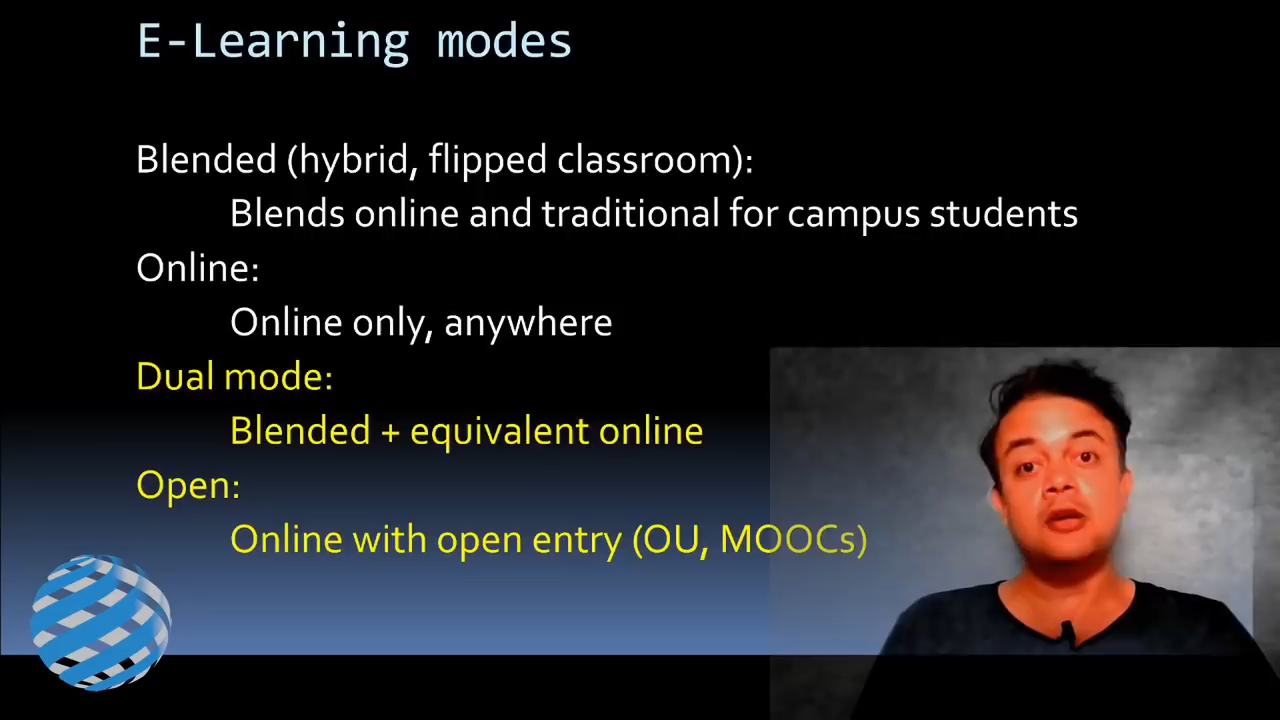 E-Learning modes
Blended (hybrid, flipped classroom):
Blends online and traditional for campus students
Online:
Online only, anywhere
Dual mode:
Blended + equivalent online
Open:
Online with open entry (OU, MOOCs)